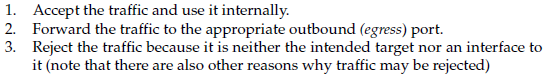 1. Accept the traffic and use it internally.
2. Forward the traffic to the appropriate outbound (egress) port.
3. Reject the traffic because it is neither the intended target nor an interface to
it (note that there are also other reasons why traffic may be rejected)